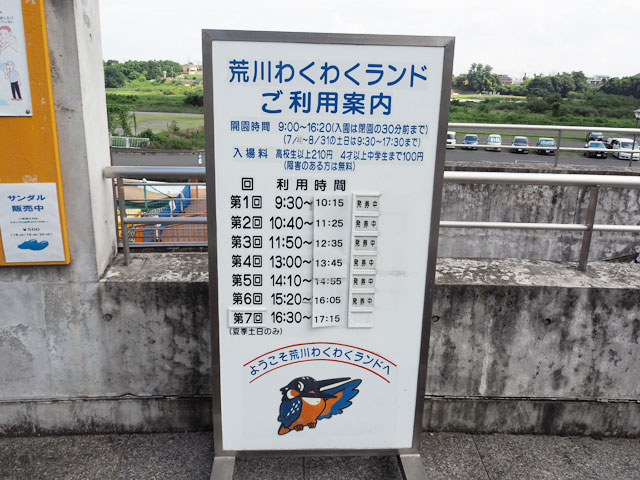 荒川わくわくランド
ご利用案内
開園時間 9:00~16:20(入園は閉園の30分前まで)
~8/31の土日は9:30~17:30まで)
入場料 高校生以上210円 4才以上中学生まで100円
(障害のある方は無料)
回 利用時間
第1回 9:30~10:15 発券中
第2回 10:40~11:25 発券中
第3回 11:50~12:35 発券中
第4回 13:00~13:45 発券中
第5回 14:10~14:55 発券中
第6回 15:20~16:05 発券中
第7回 16:30~17:15
(夏季土日のみ)
ようこそ荒川わくわくランドへ
サンダル
販売中
¥500